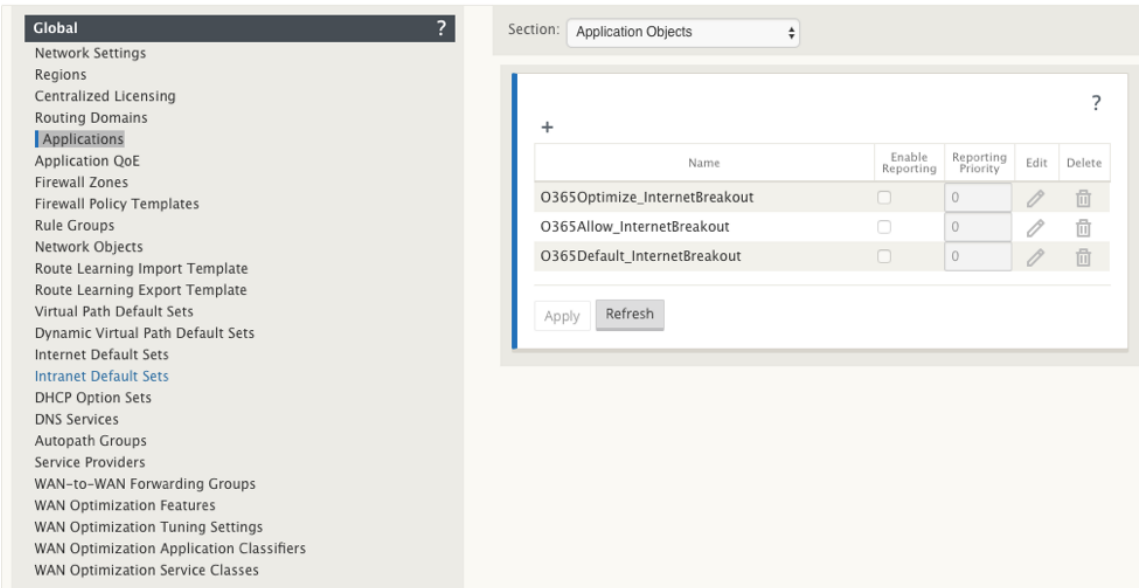 Global ?
Network Settings
Regions
Centralized Licensing
Routing Domains
Applications
Application QoE
Firewall Zones
Firewall Policy Templates
Rule Groups
Network Objects
Route Learning Import Template
Route Learning Export Template
Virtual Path Default Sets
Dynamic Virtual Path Default Sets
Internet Default Sets
Intranet Default Sets
DHCP Option Sets
DNS Services
Autopath Groups
Service Providers
WAN-to-WAN Forwarding Groups
WAN Optimization Features
WAN Optimization Tuning Settings
WAN Optimization Application Classifiers
WAN Optimization Service Classes
Section: Application Objects
?
+
Name Enable Reporting Reporting Priority Edit Delete
O365Optimize_InternetBreakout 0
O365Allow_InternetBreakout 0
O365Default_InternetBreakout 0
Apply Refresh